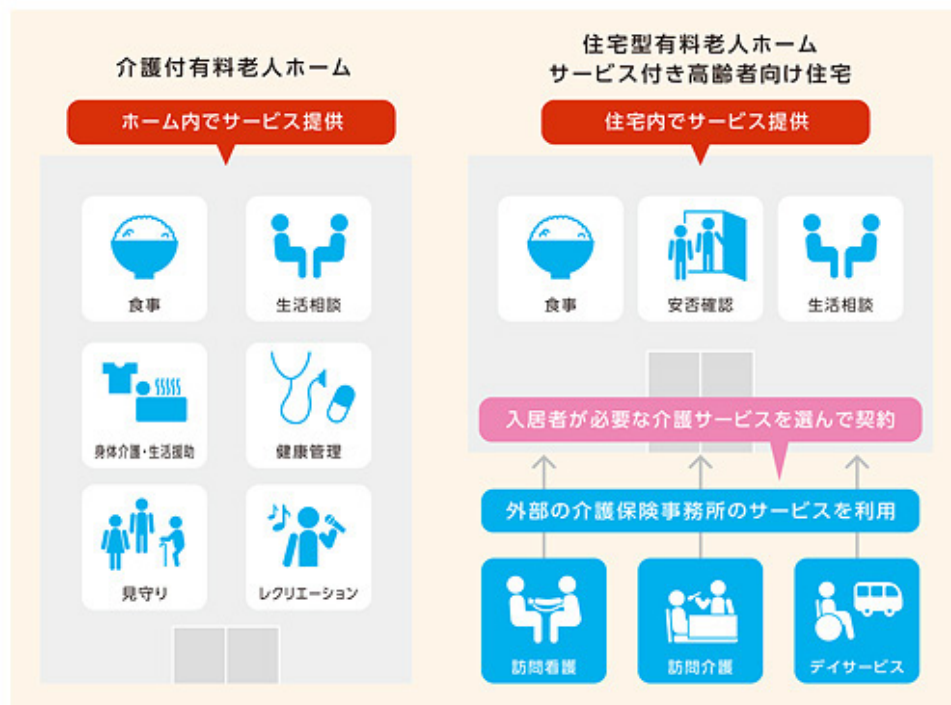 介護付有料老人ホーム
ホーム内でサービス提供
食事
生活相談
身体介護・生活援助
健康管理
見守り
レクリエーション
住宅型有料老人ホーム
サービス付き高齢者向け住宅
住宅内でサービス提供
食事
安否確認
生活相談
入居者が必要な介護サービスを選んで契約
外部の介護保険事務所のサービスを利用
訪問看護
訪問介護
デイサービス